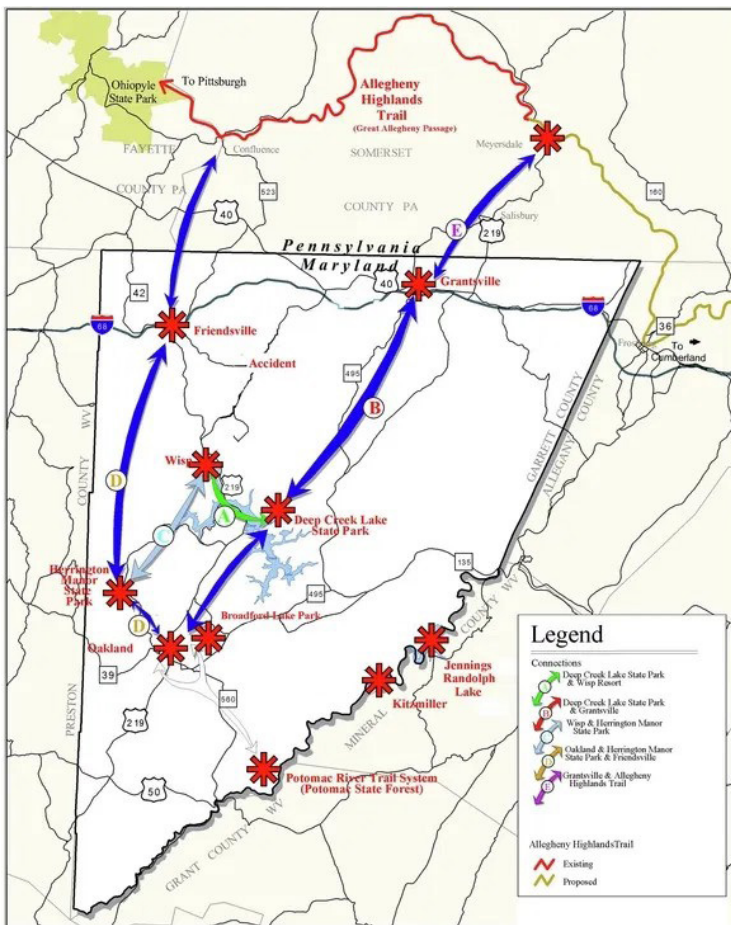 To Pittsburgh
Ohiopyle
State Park
Allegheny
Highlands
Trail
(Great Allegheny Passage)
FAYETTE
Confluence
SOMERSET
Meyersdale
COUNTY PA
523
40
COUNTY PA
160
Salisbury
E
219
Pennsylvania
Maryland
42
40
Grantsville
68
Friendsville
68
36
Fros
To
Cumberland
Accident
495
B
GARRETT COUNTY
ALLEGANY COUNTY
COUNTY WV
Wisp
D
219
A
C
Deep Creek Lake
State Park
Herrington
Manor
State
Park
135
495
D
Broadford Lake Park
Oakland
COUNTY WV
39
Jennings
Randolph
Lake
560
Kitzmiller
PRESTON
219
MINERAL
50
Potomac River Trail System
(Potomac State Forest)
GRANT COUNTY WV
Legend
Connections
A
Deep Creek Lake State Park
& Wisp Resort
B
Deep Creek Lake State Park
& Grantsville
C
Wisp & Herrington Manor
State Park
D
Oakland & Herrington Manor
State Park & Friendsville
E
Grantsville & Allegheny
Highlands Trail
Allegheny HighlandsTrail
Existing
Proposed